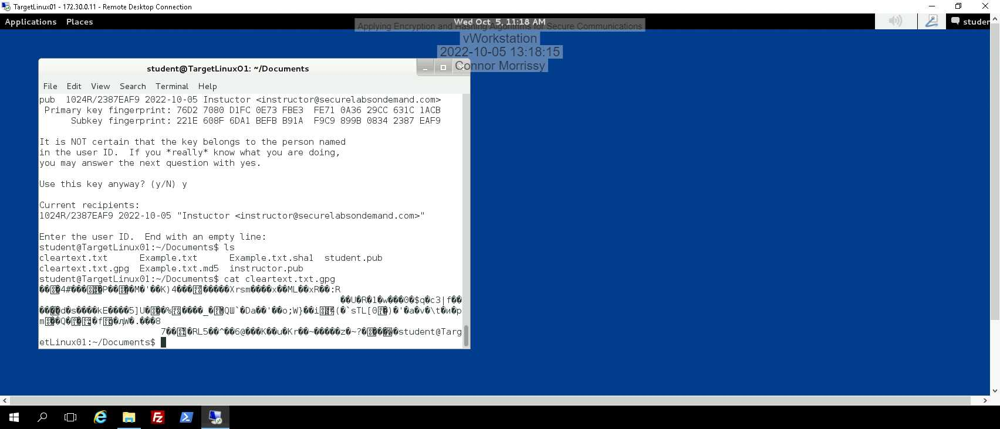 TargetLinux01 - 172.30.0.11 - Remote Desktop Connection
Applications Places Wed Oct 5, 11:18 AM studer
Applying Encryption and Hashing Algorithms for Secure Communications
vWorkstation
2022-10-05 13:18:15
Connor Morrissy
student@TargetLinux01: ~/Documents
File Edit View Search Terminal Help
pub 1024R/2387EAF9 2022-10-05 Instuctor <instructor@securelabsondemand.com>
Primary key fingerprint: 76D2 7080 D1FC 0E73 FBE3 FE71 0A36 29CC 631C 1ACB
Subkey fingerprint: 221E 608F 6DA1 BEFB B91A F9C9 899B 0834 2387 EAF9
It is NOT certain that the key belongs to the person named
in the user ID. If you *really* know what you are doing,
you may answer the next question with yes.
Use this key anyway? (y/N) y
Current recipients:
1024R/2387EAF9 2022-10-05 "Instuctor <instructor@securelabsondemand.com>"
Enter the user ID. End with an empty line:
student@TargetLinux01:~/Documents$ ls
cleartext.txt Example.txt Example.txt.sha1 student.pub
cleartext.txt.gpg Example.txt.md5 instructor.pub
student@TargetLinux01:~/Documents$ cat cleartext.txt.gpg
student@Targ
etLinux01:~/Documents$